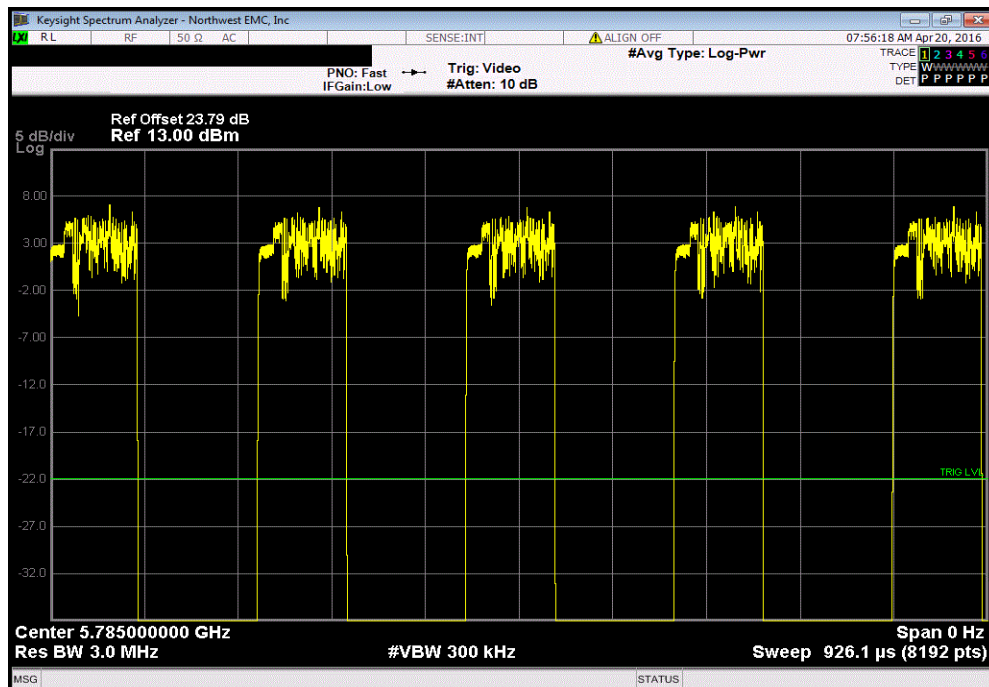 Keysight Spectrum Analyzer - Northwest EMC, Inc
LXI RL RF 50 Ω AC SENSE:INT ALIGN OFF 07:56:18 AM Apr 20, 2016
#Avg Type: Log-Pwr TRACE 1 2 3 4 5 6
PNO: Fast Trig: Video TYPE WWWWWW
IFGain:Low #Atten: 10 dB DET P P P P P P
Ref Offset 23.79 dB
5 dB/div Ref 13.00 dBm
Log
8.00
3.00
-2.00
-7.00
-12.0
-17.0
TRIG LVL
-22.0
-27.0
-32.0
Center 5.785000000 GHz Span 0 Hz
Res BW 3.0 MHz #VBW 300 kHz Sweep 926.1 µs (8192 pts)
MSG STATUS